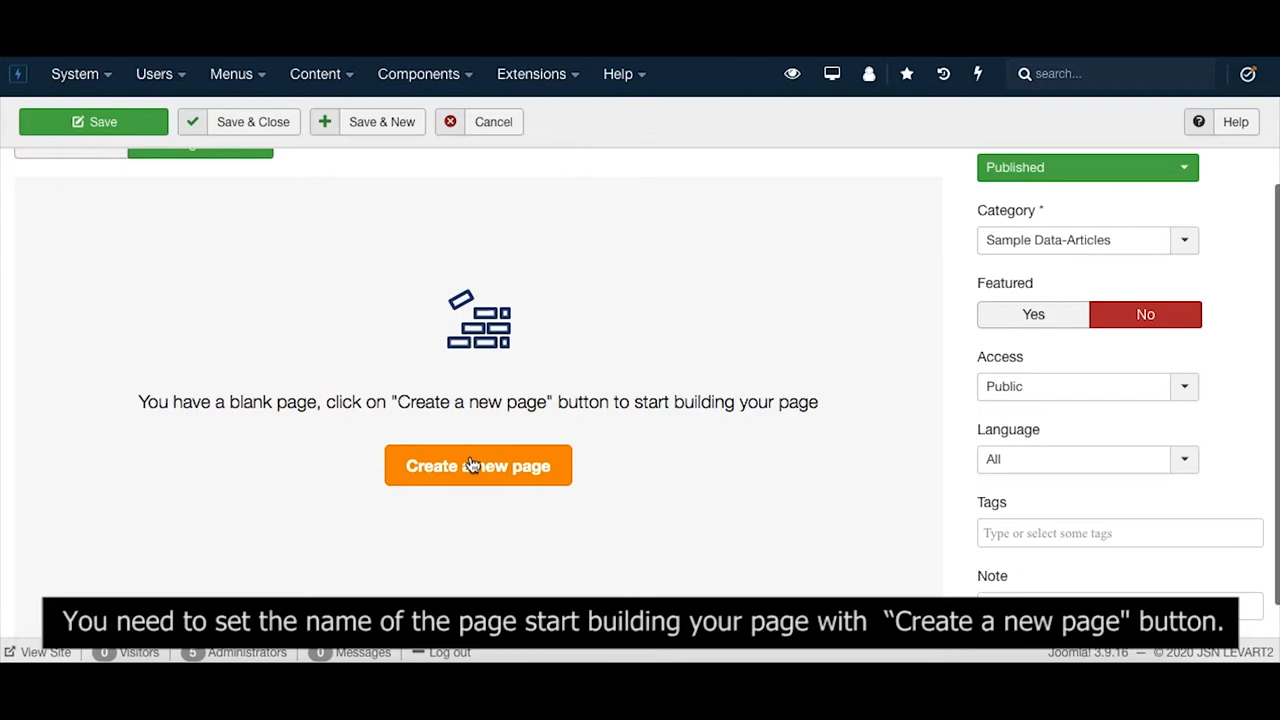 System Users Menus Content Components Extensions Help search...
Save Save & Close Save & New Cancel Help
Published
Category *
Sample Data-Articles
Featured
Yes No
Access
Public
Language
All
Tags
Type or select some tags
Note
You have a blank page, click on "Create a new page" button to start building your page
Create a new page
You need to set the name of the page start building your page with “Create a new page" button.
View Site 0 Visitors 5 Administrators 0 Messages Log out Joomla! 3.9.16 — © 2020 JSN LEVART2